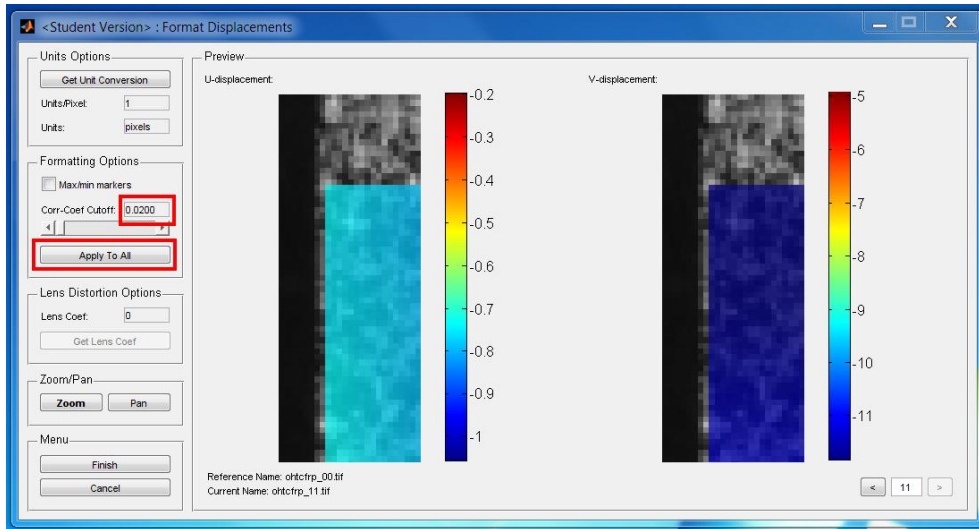 <Student Version> : Format Displacements
Units Options
Get Unit Conversion
Units/Pixel: 1
Units: pixels
Formatting Options
Max/min markers
Corr-Coef Cutoff: 0.0200
Apply To All
Lens Distortion Options
Lens Coef: 0
Get Lens Coef
Zoom/Pan
Zoom Pan
Menu
Finish
Cancel
Preview
U-displacement:
-0.2
-0.3
-0.4
-0.5
-0.6
-0.7
-0.8
-0.9
-1
V-displacement:
-5
-6
-7
-8
-9
-10
-11
Reference Name: ohtcfrp_00.tif
Current Name: ohtcfrp_11.tif
< 11 >